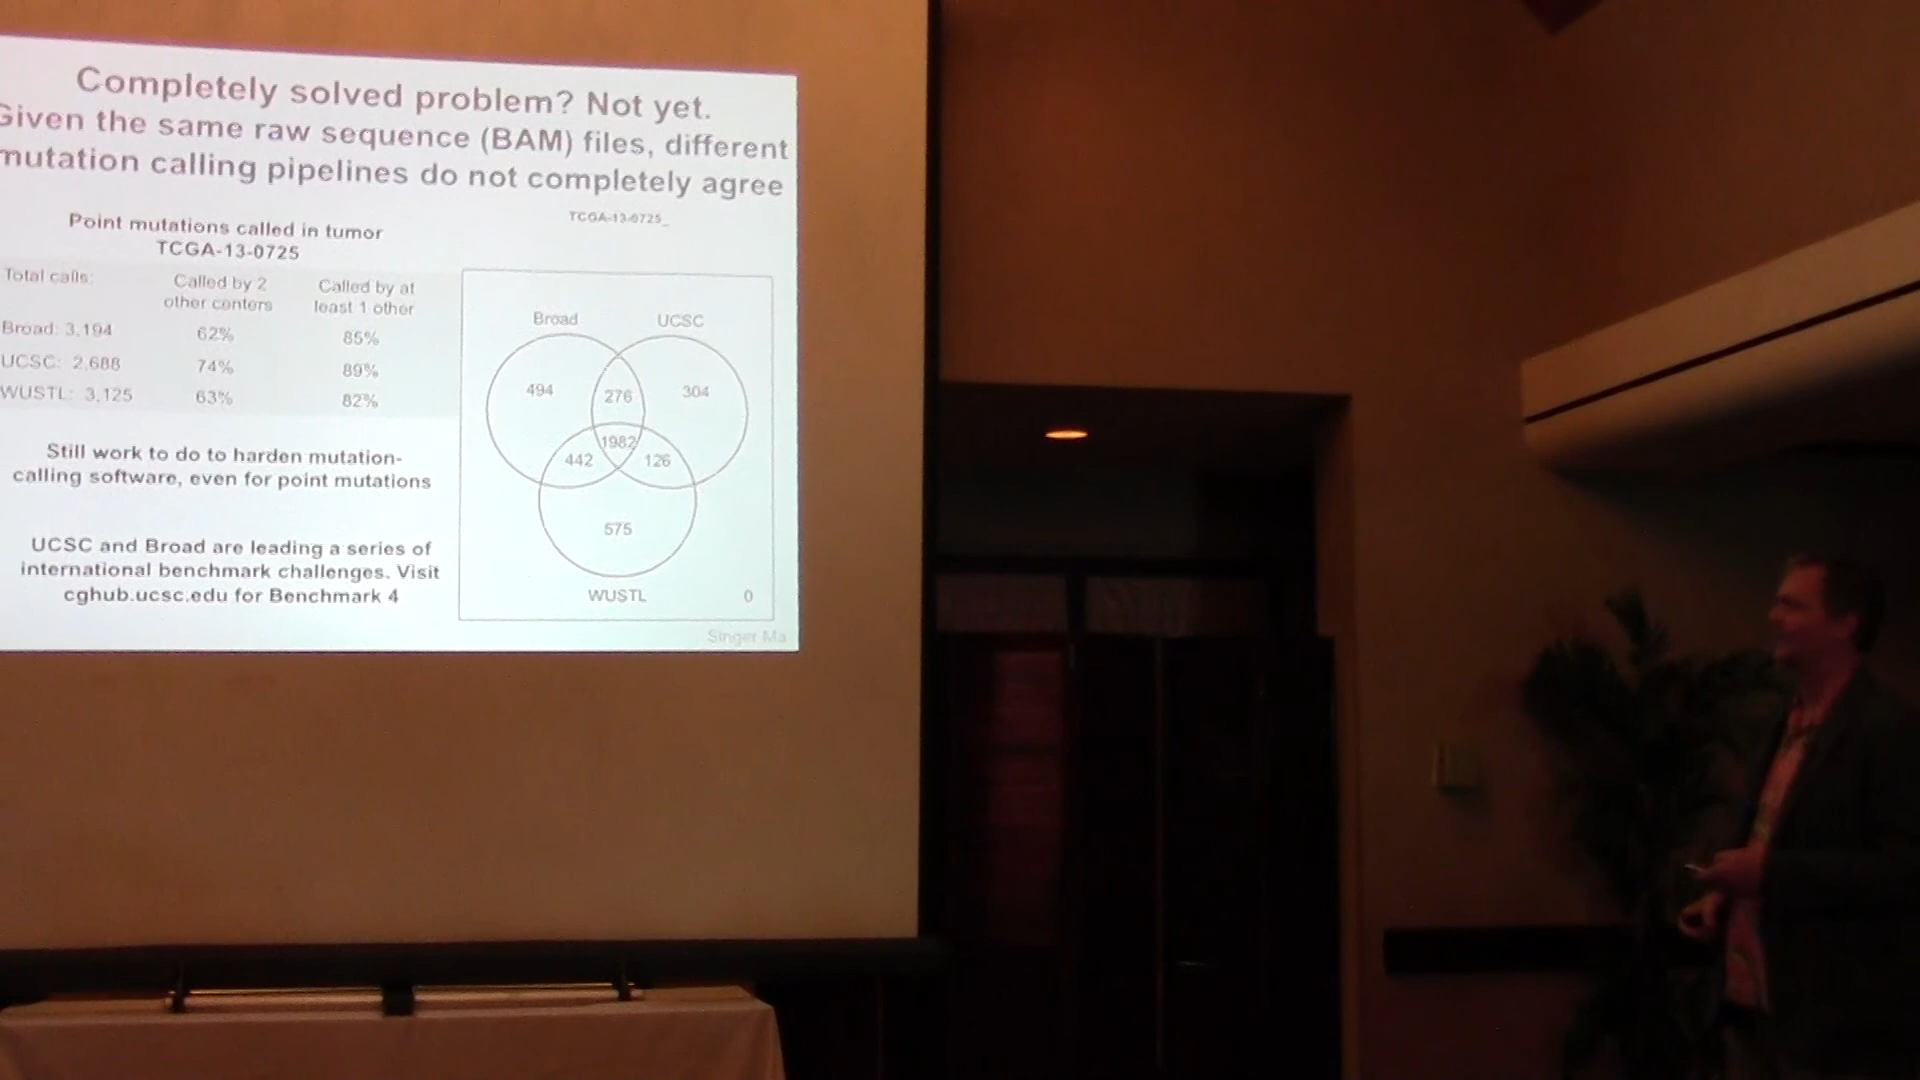 Completely solved problem? Not yet.
Given the same raw sequence (BAM) files, different
mutation calling pipelines do not completely agree
Point mutations called in tumor
TCGA-13-0725
Total calls:
Called by 2
other centers
Called by at
least 1 other
Broad: 3,194 62% 85%
UCSC: 2,688 74% 89%
WUSTL: 3,125 63% 82%
Still work to do to harden mutation-
calling software, even for point mutations
UCSC and Broad are leading a series of
international benchmark challenges. Visit
cghub.ucsc.edu for Benchmark 4
TCGA-13-0725_
Broad UCSC
494 276 304
1982
442 126
575
WUSTL 0
Singer Ma